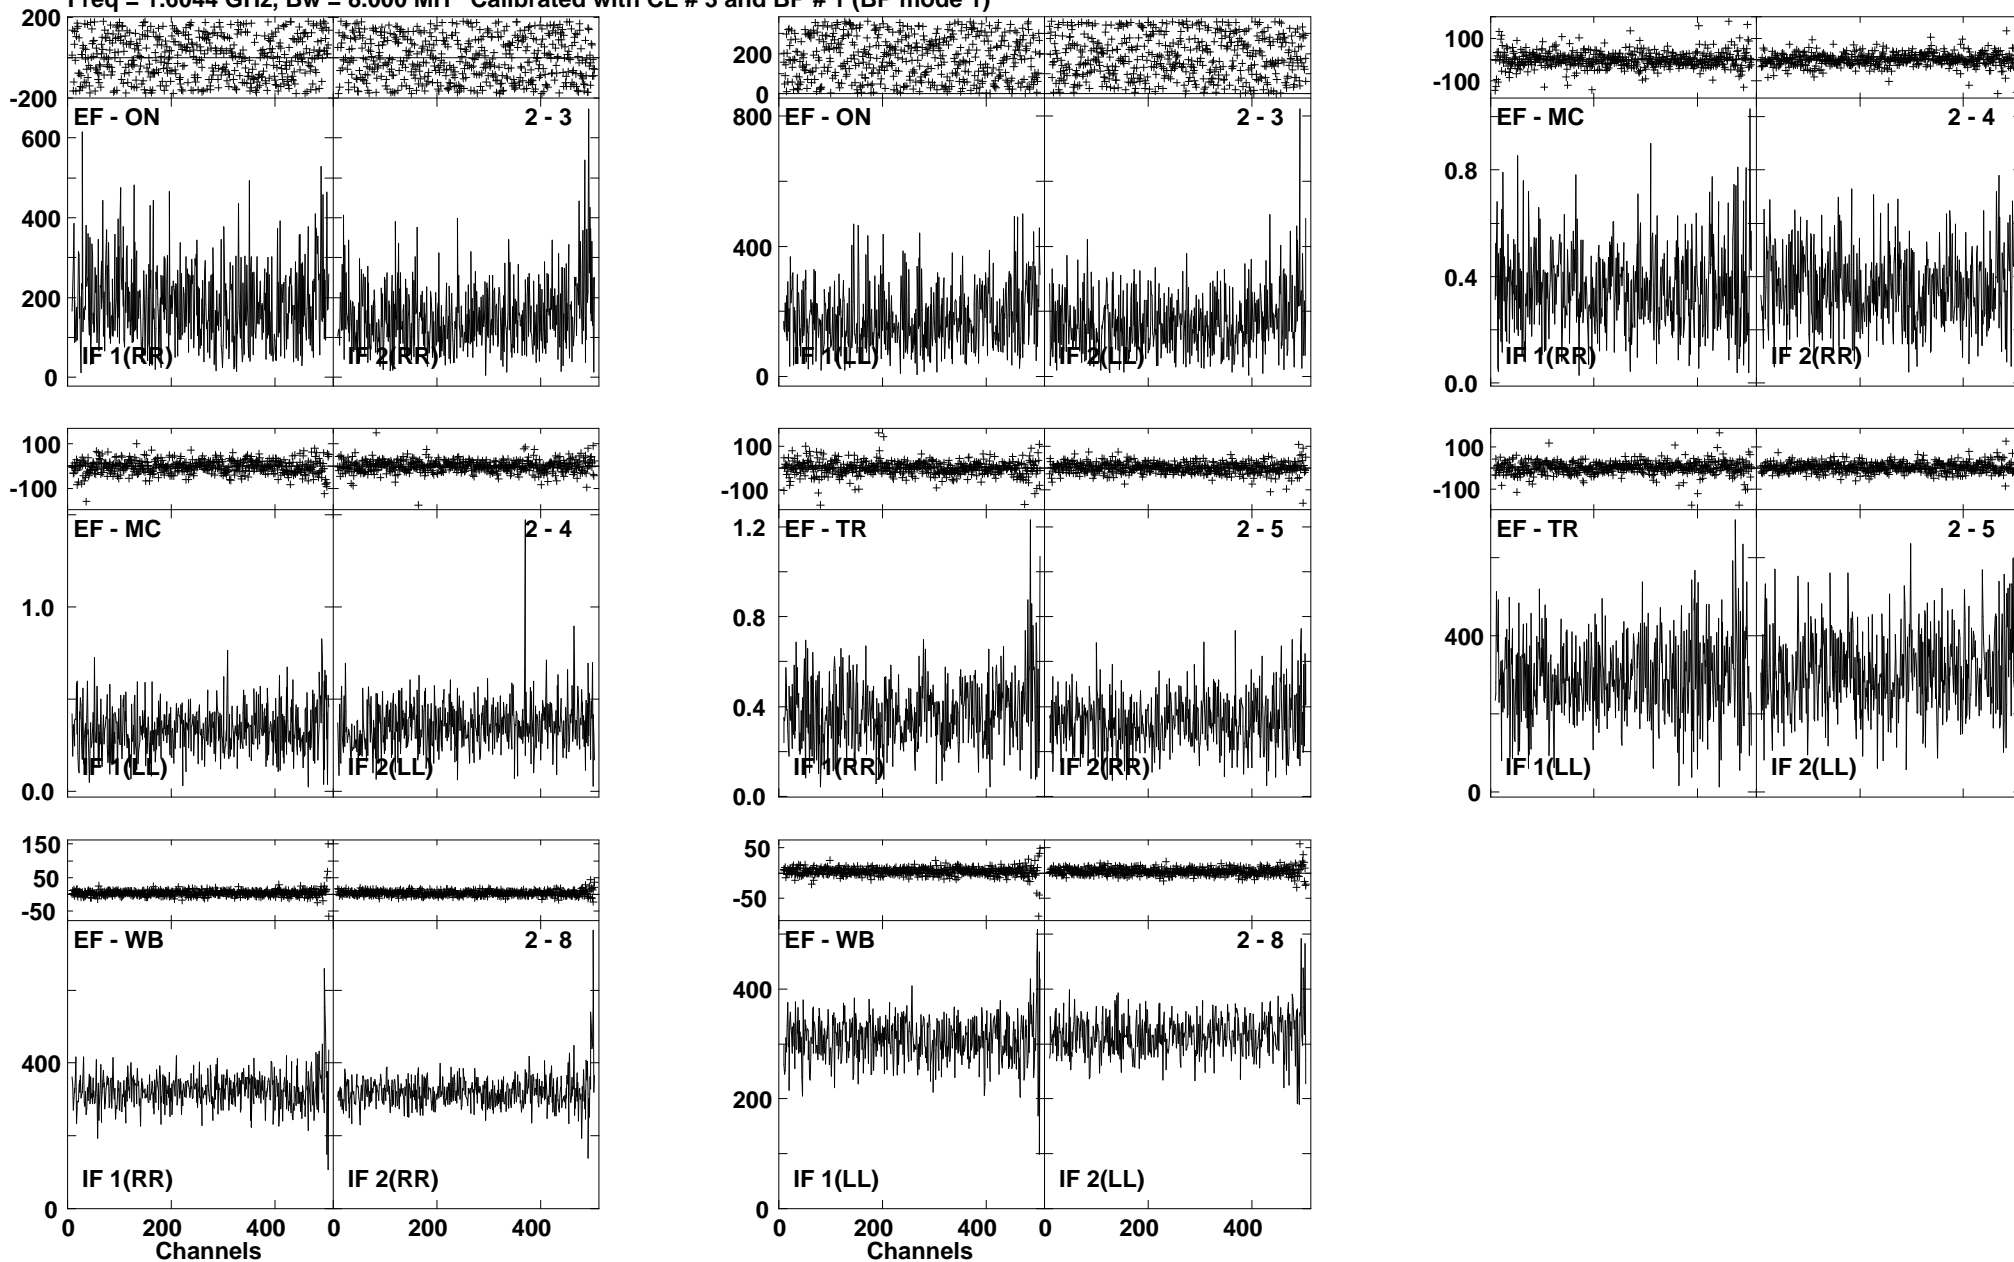 Freq = 1.6044 GHz, Bw = 8.000 MH Calibrated with CL # 3 and BP # 1 (BP mode 1)
200
-200
EF - ON 2 - 3
600
400
200
0
IF 1(RR) IF 2(RR)
200
0
EF - ON 2 - 3
800
400
0
IF 1(LL) IF 2(LL)
100
-100
EF - MC 2 - 4
0.8
0.4
0.0
IF 1(RR) IF 2(RR)
100
-100
EF - MC 2 - 4
1.0
0.0
IF 1(LL) IF 2(LL)
100
-100
EF - TR 2 - 5
1.2
0.8
0.4
0.0
IF 1(RR) IF 2(RR)
100
-100
EF - TR 2 - 5
400
0
IF 1(LL) IF 2(LL)
150
50
-50
EF - WB 2 - 8
400
0
IF 1(RR) IF 2(RR)
0 200 400 0 200 400
Channels
50
-50
EF - WB 2 - 8
400
200
0
IF 1(LL) IF 2(LL)
0 200 400 0 200 400
Channels